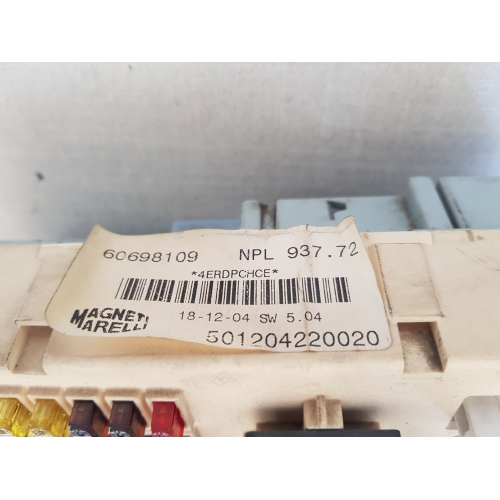 60698109 NPL 937.72
*4ERDPCHCE*
18-12-04 SW 5.04
MAGNETI
MARELLI
501204220020